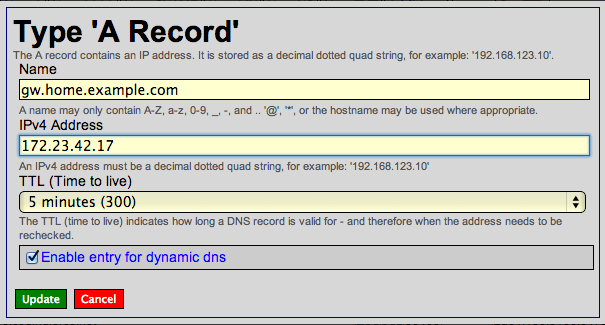 Type 'A Record'
The A record contains an IP address. It is stored as a decimal dotted quad string, for example: '192.168.123.10'.
Name
gw.home.example.com
A name may only contain A-Z, a-z, 0-9, _, -, and .. '@', '*', or the hostname may be used where appropriate.
IPv4 Address
172.23.42.17
An IPv4 address must be a decimal dotted quad string, for example: '192.168.123.10'
TTL (Time to live)
5 minutes (300)
The TTL (time to live) indicates how long a DNS record is valid for - and therefore when the address needs to be
rechecked.
Enable entry for dynamic dns
Update Cancel